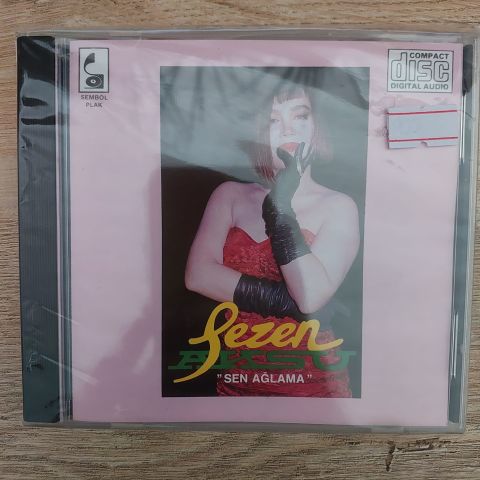 SEMBOL
PLAK
COMPACT
disc
DIGITAL AUDIO
Sezen
AKSU
"SEN AĞLAMA"